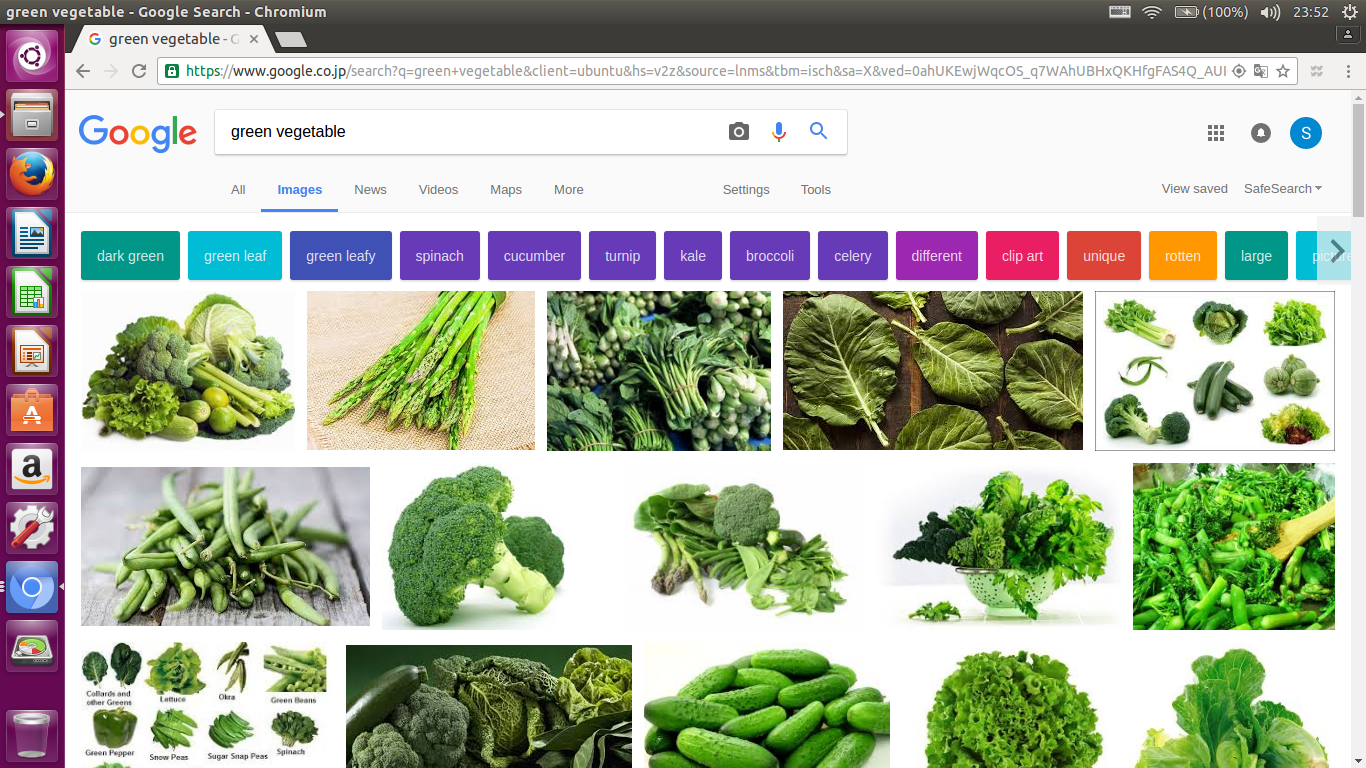 green vegetable - Google Search - Chromium
(100%)
23:52
green vegetable - G
https://www.google.co.jp/search?q=green+vegetable&client=ubuntu&hs=v2z&source=lnms&tbm=isch&sa=X&ved=0ahUKEwjWqcOS_q7WAhUBHxQKHfgFAS4Q_AUI
Google
green vegetable
S
All Images News Videos Maps More Settings Tools
View saved SafeSearch
dark green green leaf green leafy spinach cucumber turnip kale broccoli celery different clip art unique rotten large
Collards and other Greens
Lettuce
Okra
Green Beans
Green Pepper
Snow Peas
Sugar Snap Peas
Spinach